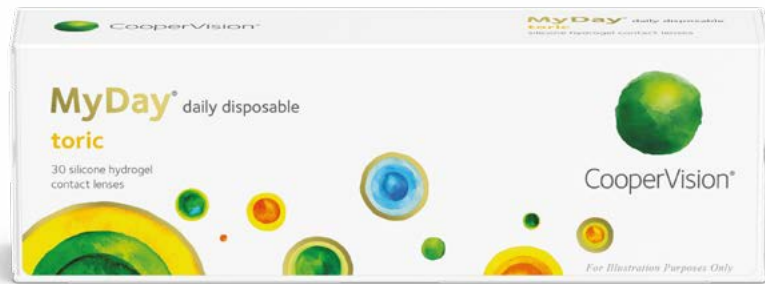 CooperVision®
MyDay® daily disposable
toric
silicone hydrogel contact lenses
MyDay® daily disposable
toric
30 silicone hydrogel
contact lenses
CooperVision®
For Illustration Purposes Only